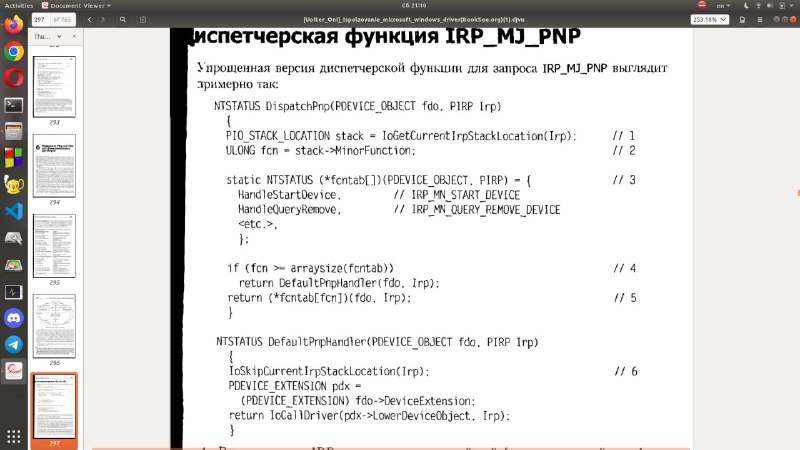 Activities
Document Viewer
Сб 21:10
en
297 of 763
[Uolter_Oni]_Ispolzovanie_microsoft_windows_driver(BookSee.org)(1).djvu
253.18%
Thu...
293
294
295
296
297
диспетчерская функция IRP_MJ_PNP
Упрощенная версия диспетчерской функции для запроса IRP_MJ_PNP выглядит
примерно так:
NTSTATUS DispatchPnp(PDEVICE_OBJECT fdo, PIRP Irp)
{
PIO_STACK_LOCATION stack = IoGetCurrentIrpStackLocation(Irp); // 1
ULONG fcn = stack->MinorFunction; // 2
static NTSTATUS (*fcntab[])(PDEVICE_OBJECT, PIRP) = { // 3
HandleStartDevice, // IRP_MN_START_DEVICE
HandleQueryRemove, // IRP_MN_QUERY_REMOVE_DEVICE
<etc.>,
};
if (fcn >= arraysize(fcntab)) // 4
return DefaultPnpHandler(fdo, Irp);
return (*fcntab[fcn])(fdo, Irp); // 5
}
NTSTATUS DefaultPnpHandler(PDEVICE_OBJECT fdo, PIRP Irp)
{
IoSkipCurrentIrpStackLocation(Irp); // 6
PDEVICE_EXTENSION pdx =
(PDEVICE_EXTENSION) fdo->DeviceExtension;
return IoCallDriver(pdx->LowerDeviceObject, Irp);
}